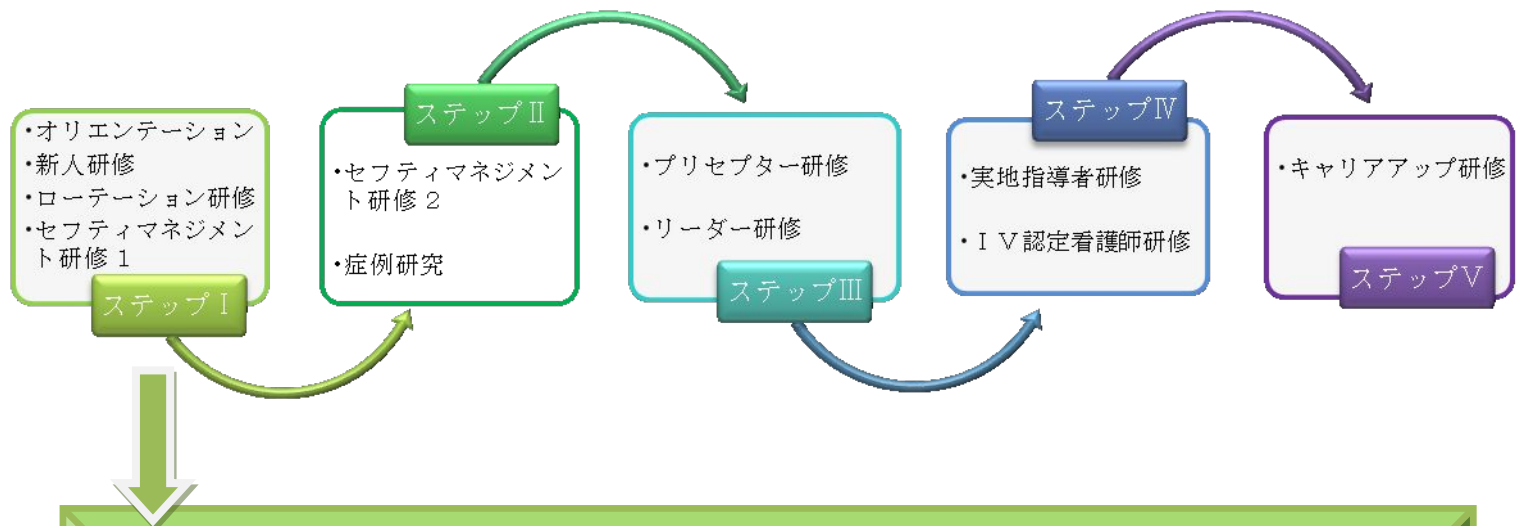 ・オリエンテーション
・新人研修
・ローテーション研修
・セフティマネジメン
ト研修１
ステップⅠ
ステップⅡ
・セフティマネジメン
ト研修２
・症例研究
・プリセプター研修
・リーダー研修
ステップⅢ
ステップⅣ
・実地指導者研修
・ＩＶ認定看護師研修
・キャリアアップ研修
ステップⅤ